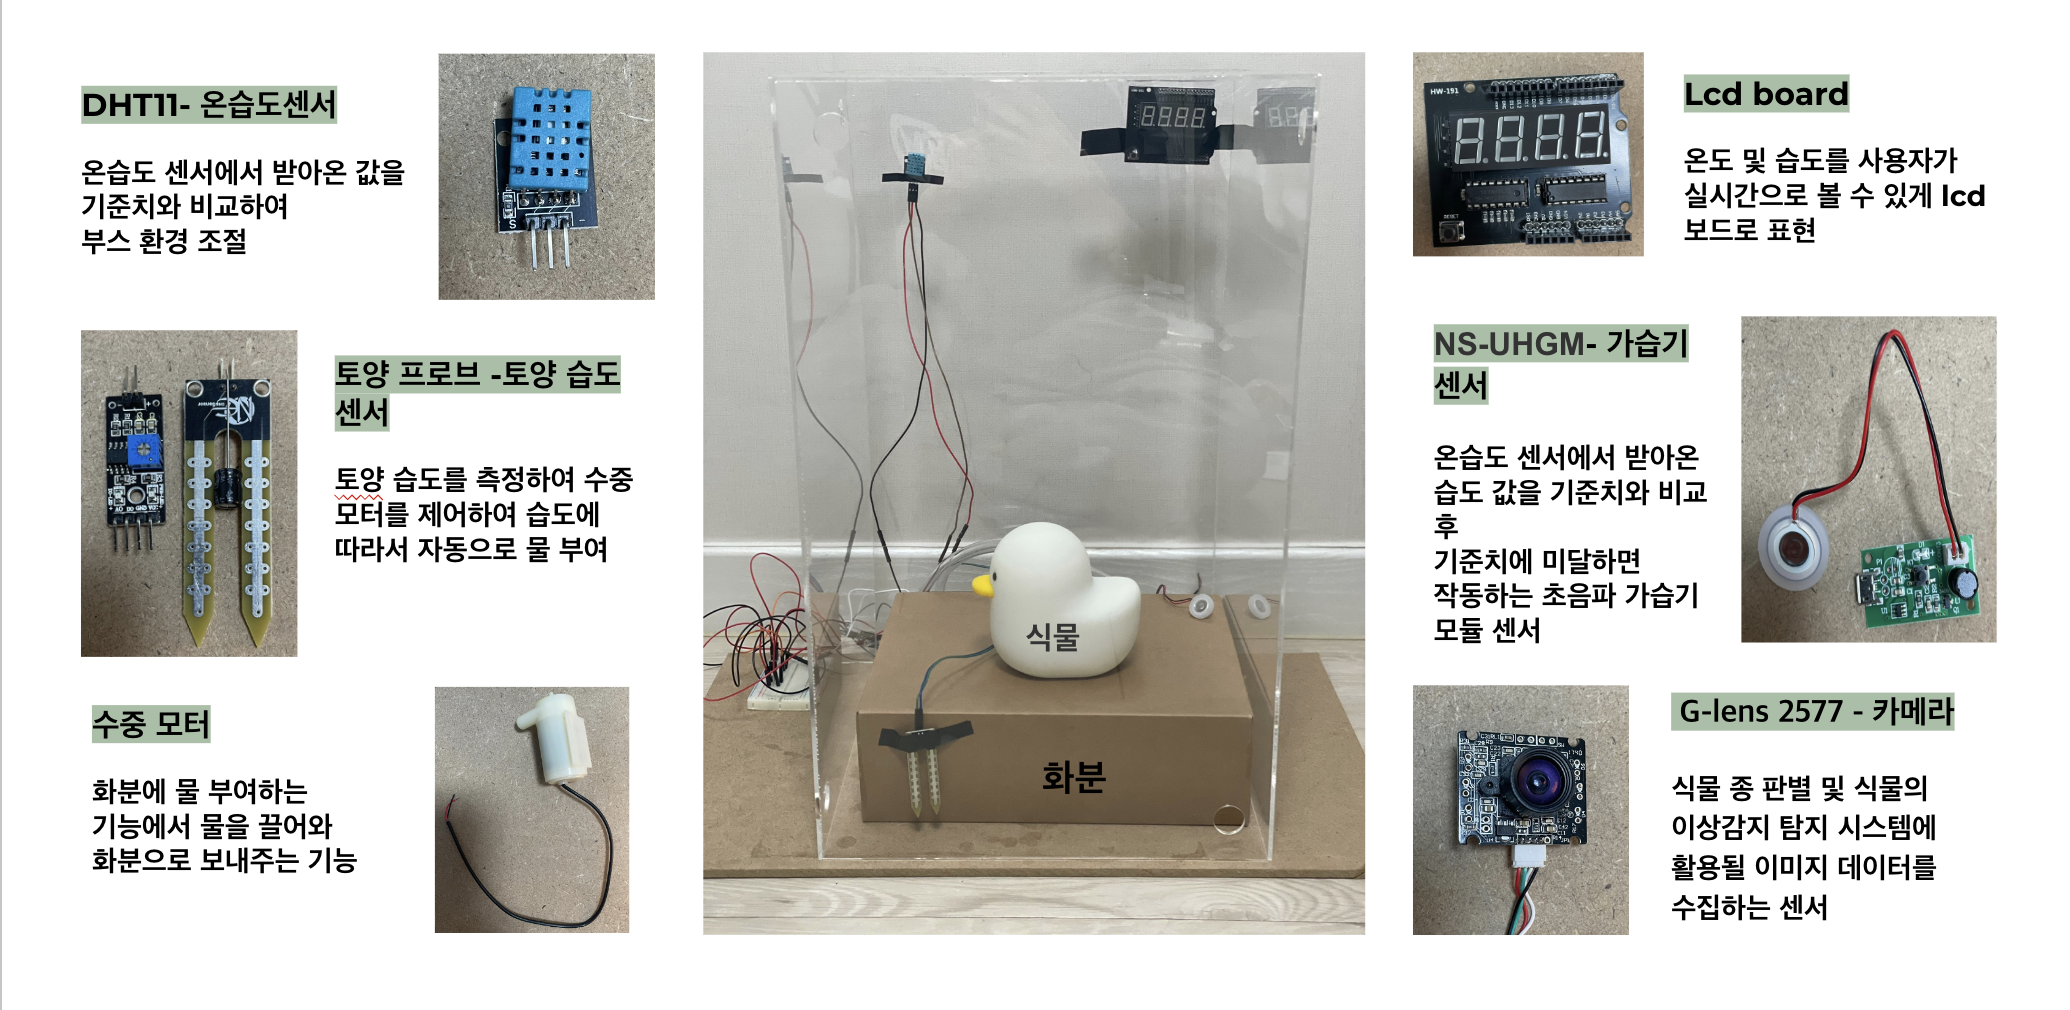 DHT11- 온습도센서
온습도 센서에서 받아온 값을
기준치와 비교하여
부스 환경 조절
S
토양 프로브 -토양 습도
센서
토양 습도를 측정하여 수중
모터를 제어하여 습도에
따라서 자동으로 물 부여
수중 모터
화분에 물 부여하는
기능에서 물을 끌어와
화분으로 보내주는 기능
식물
화분
HW-191
RESET
Lcd board
온도 및 습도를 사용자가
실시간으로 볼 수 있게 lcd
보드로 표현
NS-UHGM- 가습기
센서
온습도 센서에서 받아온
습도 값을 기준치와 비교
후
기준치에 미달하면
작동하는 초음파 가습기
모듈 센서
G-lens 2577 - 카메라
식물 종 판별 및 식물의
이상감지 탐지 시스템에
활용될 이미지 데이터를
수집하는 센서